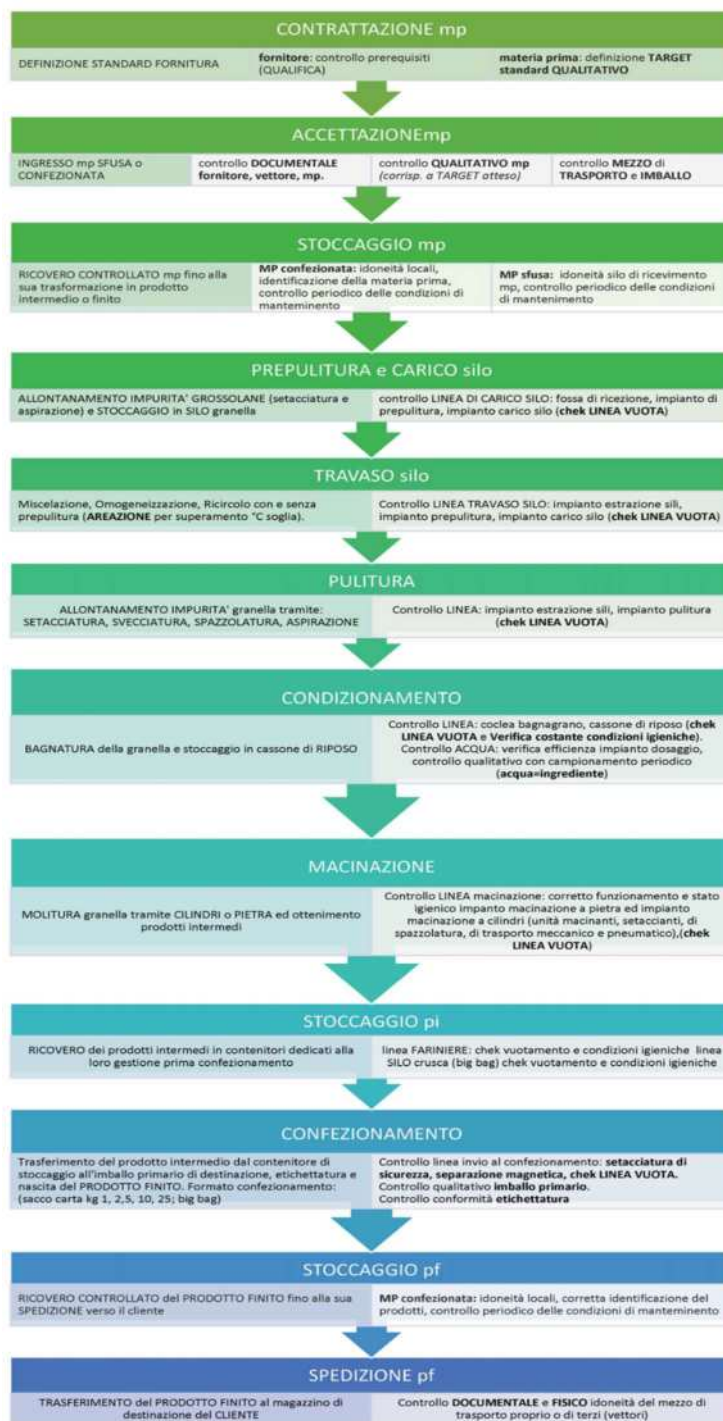 CONTRATTAZIONE mp
DEFINIZIONE STANDARD FORNITURA
fornitore: controllo prerequisiti
(QUALIFICA)
materia prima: definizione TARGET
standard QUALITATIVO
ACCETTAZIONEmp
INGRESSO mp SFUSA o
CONFEZIONATA
controllo DOCUMENTALE
fornitore, vettore, mp.
controllo QUALITATIVO mp
(corrisp. a TARGET atteso)
controllo MEZZO di
TRASPORTO e IMBALLO
STOCCAGGIO mp
RICOVERO CONTROLLATO mp fino alla
sua trasformazione in prodotto
intermedio o finito
MP confezionata: idoneità locali,
identificazione della materia prima,
controllo periodico delle condizioni di
manteminento
MP sfusa: idoneità silo di ricevimento
mp, controllo periodico delle condizioni
di mantenimento
PREPULITURA e CARICO silo
ALLONTANAMENTO IMPURITA' GROSSOLANE (setacciatura e
aspirazione) e STOCCAGGIO in SILO granella
controllo LINEA DI CARICO SILO: fossa di ricezione, impianto di
prepulitura, impianto carico silo (chek LINEA VUOTA)
TRAVASO silo
Miscelazione, Omogeneizzazione, Ricircolo con e senza
prepulitura (AREAZIONE per superamento °C soglia).
Controllo LINEA TRAVASO SILO: impianto estrazione sili,
impianto prepulitura, impianto carico silo (chek LINEA VUOTA)
PULITURA
ALLONTANAMENTO IMPURITA' granella tramite:
SETACCIATURA, SVECCIATURA, SPAZZOLATURA, ASPIRAZIONE
Controllo LINEA: impianto estrazione sili, impianto pulitura
(chek LINEA VUOTA)
CONDIZIONAMENTO
BAGNATURA della granella e stoccaggio in cassone di RIPOSO
Controllo LINEA: coclea bagnagrano, cassone di riposo (chek
LINEA VUOTA e Verifica costante condizioni igieniche).
Controllo ACQUA: verifica efficienza impianto dosaggio,
controllo qualitativo con campionamento periodico
(acqua=ingrediente)
MACINAZIONE
MOLITURA granella tramite CILINDRI o PIETRA ed ottenimento
prodotti intermedi
Controllo LINEA macinazione: corretto funzionamento e stato
igienico impanto macinazione a pietra ed impianto
macinazione a cilindri (unità macinanti, setaccianti, di
spazzolatura, di trasporto meccanico e pneumatico),(chek
LINEA VUOTA)
STOCCAGGIO pi
RICOVERO dei prodotti intermedi in contenitori dedicati alla
loro gestione prima confezionamento
linea FARINIERE: chek vuotamento e condizioni igieniche linea
SILO crusca (big bag) chek vuotamento e condizioni igieniche
CONFEZIONAMENTO
Trasferimento del prodotto intermedio dal contenitore di
stoccaggio all'imballo primario di destinazione, etichettatura e
nascita del PRODOTTO FINITO. Formato confezionamento:
(sacco carta kg 1, 2,5, 10, 25; big bag)
Controllo linea invio al confezionamento: setacciatura di
sicurezza, separazione magnetica, chek LINEA VUOTA.
Controllo qualitativo imballo primario.
Controllo conformità etichettatura
STOCCAGGIO pf
RICOVERO CONTROLLATO del PRODOTTO FINITO fino alla sua
SPEDIZIONE verso il cliente
MP confezionata: idoneità locali, corretta identificazione del
prodotti, controllo periodico delle condizioni di manteminento
SPEDIZIONE pf
TRASFERIMENTO del PRODOTTO FINITO al magazzino di
destinazione del CLIENTE
Controllo DOCUMENTALE e FISICO idoneità del mezzo di
trasporto proprio o di terzi (vettori)